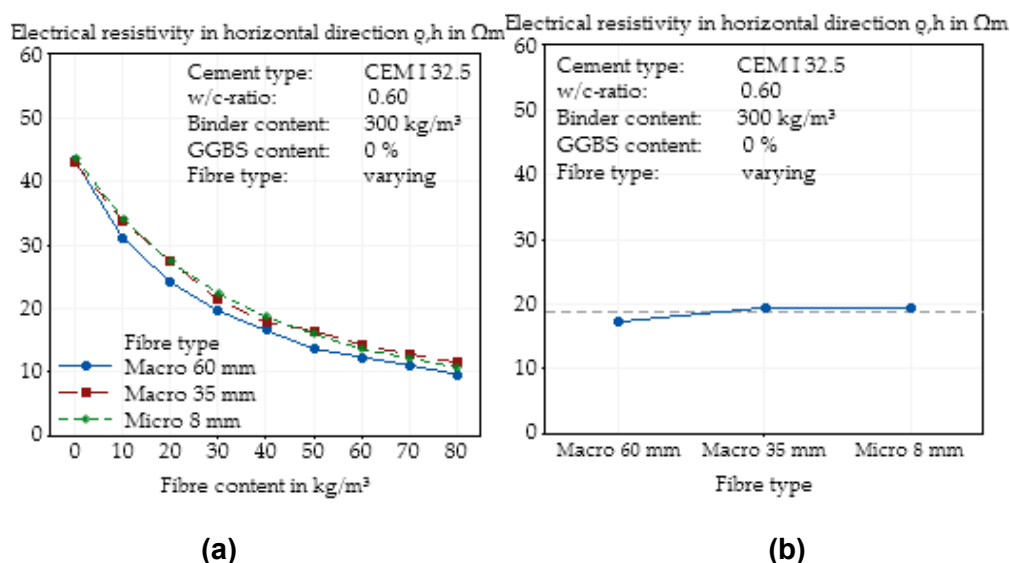 Electrical resistivity in horizontal direction ϱ,h in Ωm
60
50
40
30
20
10
0
Cement type: CEM I 32.5
w/c-ratio: 0.60
Binder content: 300 kg/m³
GGBS content: 0 %
Fibre type: varying
Fibre type
Macro 60 mm
Macro 35 mm
Micro 8 mm
0 10 20 30 40 50 60 70 80
Fibre content in kg/m³
(a)
Electrical resistivity in horizontal direction ϱ,h in Ωm
60
50
40
30
20
10
0
Cement type: CEM I 32.5
w/c-ratio: 0.60
Binder content: 300 kg/m³
GGBS content: 0 %
Fibre type: varying
Macro 60 mm Macro 35 mm Micro 8 mm
Fibre type
(b)